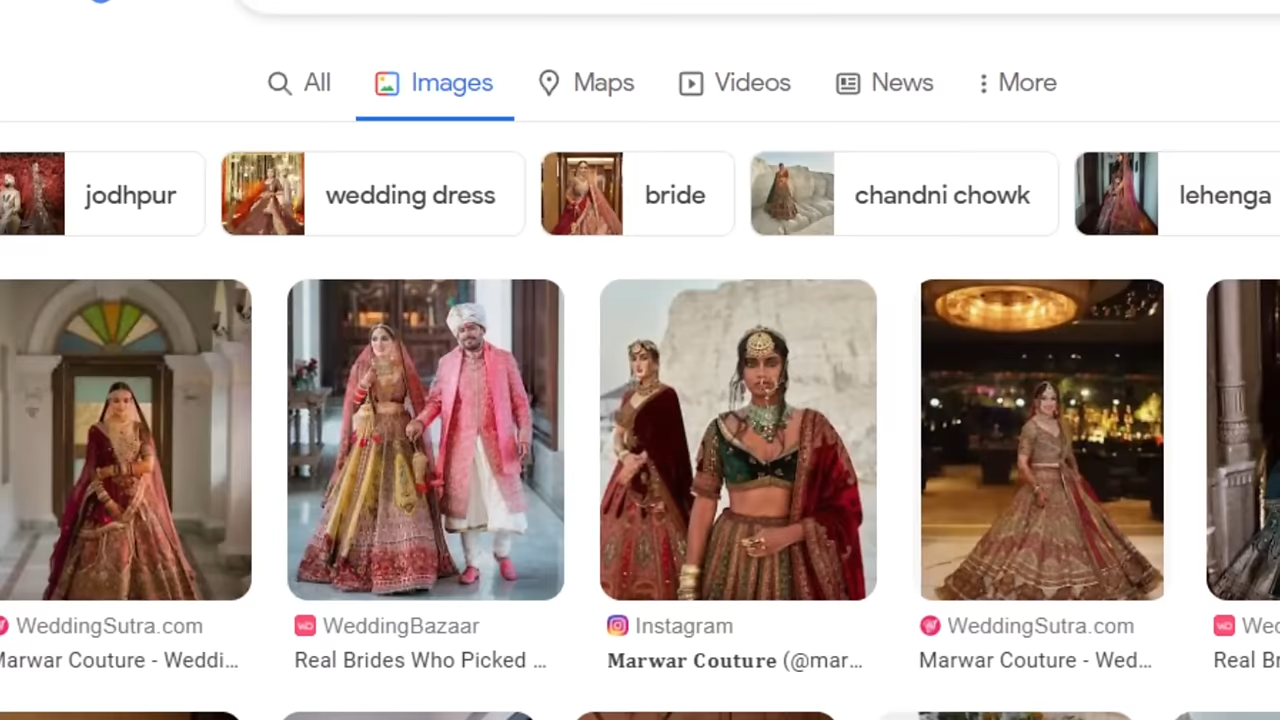 All Images Maps Videos News More
jodhpur wedding dress bride chandni chowk lehenga
WeddingSutra.com WeddingBazaar Instagram WeddingSutra.com Wed
Marwar Couture - Weddi... Real Brides Who Picked ... Marwar Couture (@mar... Marwar Couture - Wed... Real Br